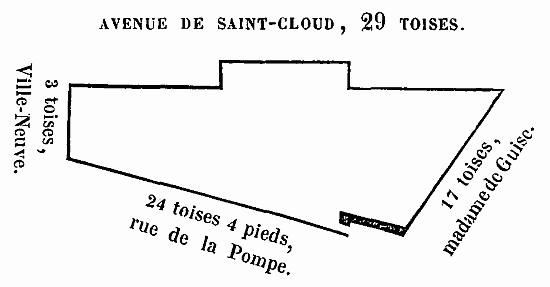 AVENUE DE SAINT-CLOUD, 29 TOISES.
3 toises,
Ville-Neuve.
24 toises 4 pieds,
rue de la Pompe.
17 toises,
madame de Guise.